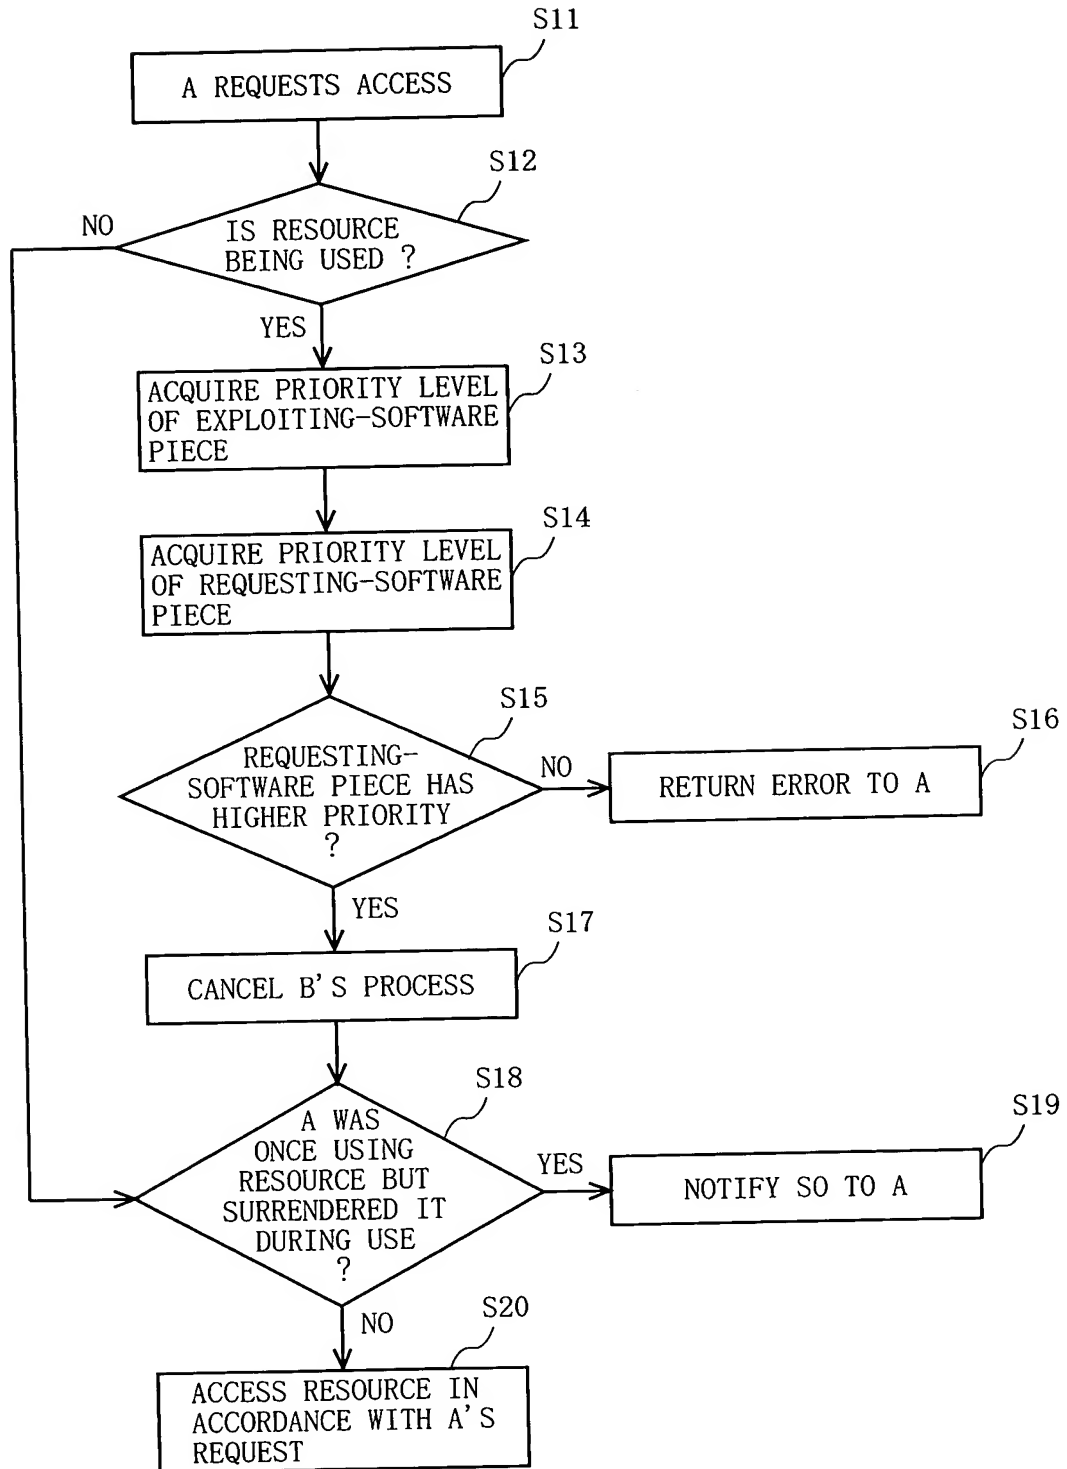 S11
A REQUESTS ACCESS
S12
NO
IS RESOURCE
BEING USED ?
YES
S13
ACQUIRE PRIORITY LEVEL
OF EXPLOITING-SOFTWARE
PIECE
S14
ACQUIRE PRIORITY LEVEL
OF REQUESTING-SOFTWARE
PIECE
S15
REQUESTING-
SOFTWARE PIECE HAS
HIGHER PRIORITY
?
NO
S16
RETURN ERROR TO A
YES
S17
CANCEL B'S PROCESS
S18
A WAS
ONCE USING
RESOURCE BUT
SURRENDERED IT
DURING USE
?
YES
S19
NOTIFY SO TO A
NO
S20
ACCESS RESOURCE IN
ACCORDANCE WITH A'S
REQUEST